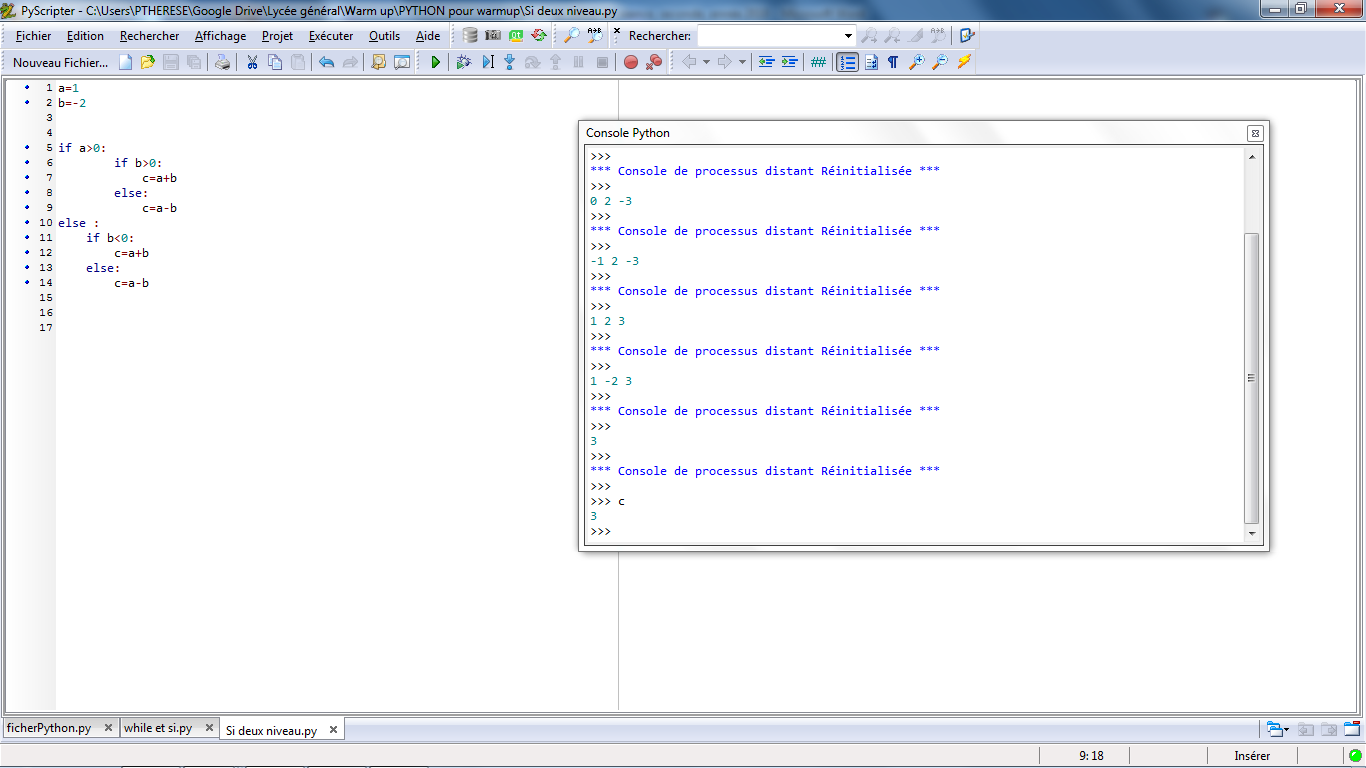 PyScripter - C:\Users\PTHERESE\Google Drive\Lycée général\Warm up\PYTHON pour warmup\Si deux niveau.py
Fichier Edition Rechercher Affichage Projet Exécuter Outils Aide Rechercher:
Nouveau Fichier...
1 a=1
2 b=-2
3
4
5 if a>0:
6 if b>0:
7 c=a+b
8 else:
9 c=a-b
10 else :
11 if b<0:
12 c=a+b
13 else:
14 c=a-b
15
16
17
Console Python
>>>
*** Console de processus distant Réinitialisée ***
>>>
0 2 -3
>>>
*** Console de processus distant Réinitialisée ***
>>>
-1 2 -3
>>>
*** Console de processus distant Réinitialisée ***
>>>
1 2 3
>>>
*** Console de processus distant Réinitialisée ***
>>>
1 -2 3
>>>
*** Console de processus distant Réinitialisée ***
>>>
3
>>>
*** Console de processus distant Réinitialisée ***
>>>
>>> c
3
>>>
ficherPython.py while et si.py Si deux niveau.py
9: 18 Insérer